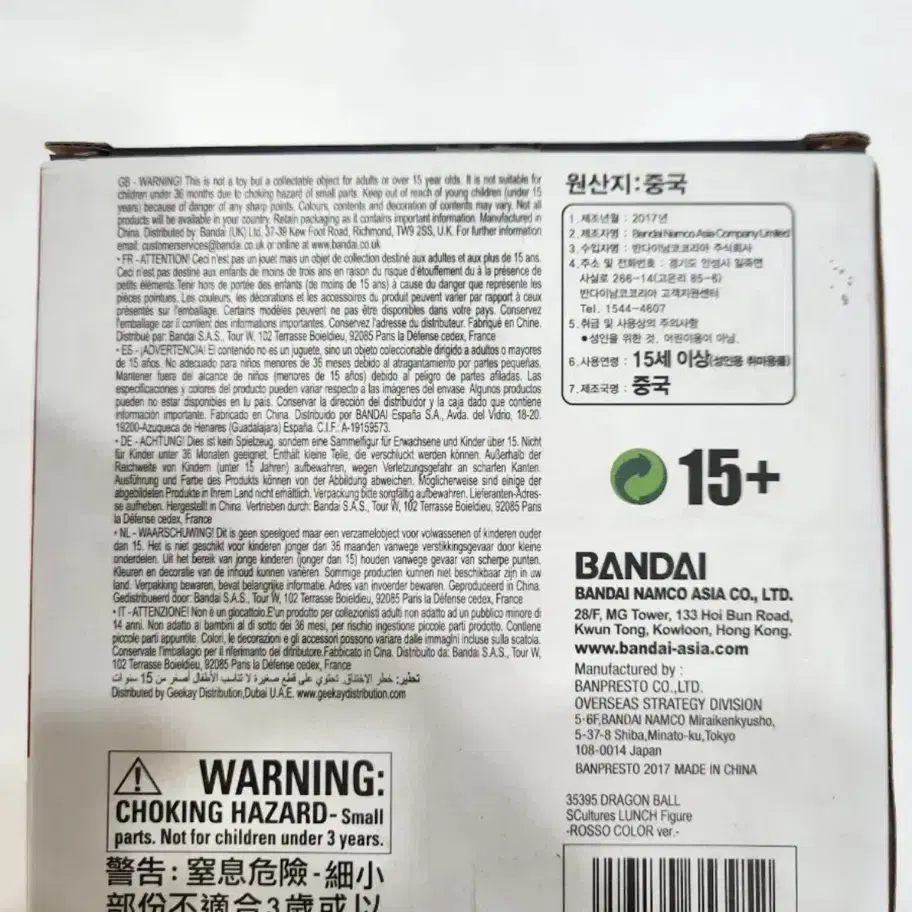 GB - WARNING! This is not a toy but a collectable object for adults or over 15 year olds. It is not suitable for
children under 36 months due to choking hazard of small parts. Keep out of reach of young children (under 15
years) because of danger of any sharp points. Colours, contents and decoration of contents may vary. Not all
products will be available in your country. Retain packaging as it contains important information. Manufactured in
China. Distributed by: Bandai (UK) Ltd. 37-39 Kew Foot Road, Richmond, TW9 2SS, U.K. For further information
email: customerservices@bandai.co.uk or online at www.bandai.co.uk
• FR - ATTENTION! Ceci n'est pas un jouet mais un objet de collection destiné aux adultes et aux plus de 15 ans.
Ceci n'est pas destine aux enfants de moins de trois ans en raison du risque d'étouffement du à la présence de
petits éléments. Tenir hors de portée des enfants (de moins de 15 ans) à cause du danger que représente les
pièces pointues. Les couleurs, les décorations et les accessoires du produit peuvent varier par rapport à ceux
présentés sur l'emballage. Certains modèles peuvent ne pas être disponibles dans votre pays. Conservez
l'emballage car il contient des informations importantes. Conservez l'adresse du distributeur. Fabriqué en Chine.
Distribué par: Bandai S.A.S., Tour W, 102 Terrasse Boieldieu, 92085 Paris la Défense cedex, France
• ES - ¡ADVERTENCIA! El contenido no es un juguete, sino un objeto coleccionable dirigido a adultos o mayores
de 15 años. No adecuado para niños menores de 36 meses debido al atragantamiento por partes pequeñas.
Mantener fuera del alcance de niños (menores de 15 años) debido al peligro de partes afiladas. Las
especificaciones y colores del producto pueden variar respecto a las imágenes del envase. Algunos productos
pueden no estar disponibles en tu país. Conservar la dirección del distribuidor y la caja dado que contiene
información importante. Fabricado en China. Distribuido por BANDAI España S.A., Avda. del Vidrio, 18-20.
19200-Azuqueca de Henares (Guadalajara) España. C.I.F.: A-19159573.
• DE - ACHTUNG! Dies ist kein Spielzeug, sondern eine Sammelfigur für Erwachsene und Kinder über 15. Nicht
für Kinder unter 36 Monaten geeignet. Enthält kleine Teile, die verschluckt werden können. Außerhalb der
Reichweite von Kindern (unter 15 Jahren) aufbewahren, wegen Verletzungsgefahr an scharfen Kanten.
Ausführung und Farbe des Produkts können von der Abbildung abweichen. Möglicherweise sind einige der
abgebildeten Produkte in Ihrem Land nicht erhältlich. Verpackung bitte sorgfältig aufbewahren. Lieferanten-Adres-
se aufheben. Hergestellt in China. Vertrieben durch: Bandai S.A.S., Tour W, 102 Terrasse Boieldieu, 92085 Paris
la Défense cedex, France
• NL - WAARSCHUWING! Dit is geen speelgoed maar een verzamelobject voor volwassenen of kinderen ouder
dan 15. Het is niet geschikt voor kinderen jonger dan 36 maanden vanwege verstikkingsgevaar door kleine
onderdelen. Uit het bereik van jonge kinderen (jonger dan 15) houden vanwege gevaar van scherpe punten.
Kleuren en decoratie van de inhoud kunnen variëren. Sommige producten kunnen niet beschikbaar zijn in uw
land. Verpakking bewaren, bevat belangrijke informatie. Adres van invoerder bewaren. Geproduceerd in China.
Gedistribueerd door: Bandai S.A.S., Tour W, 102 Terrasse Boieldieu, 92085 Paris la Défense cedex, France
• IT - ATTENZIONE! Non è un giocattolo.E'un prodotto per collezionisti adulti non adatto ad un pubblico minore di
14 anni. Non adatto ai bambini al di sotto dei 36 mesi, per rischio ingestione piccole parti prodotto. Contiene
piccole parti appuntite. Colori, le decorazioni e gli accessori possono variare dalle immagini incluse sulla scatola.
Conservate l'imballagio per il riferimento del ditributore.Fabbicato in Cina. Distribuito da: Bandai S.A.S., Tour W,
102 Terrasse Boieldieu, 92085 Paris la Défense cedex, France
تحذير: خطر الاختناق. تحتوي على قطع صغيرة لا تناسب الأطفال أصغر من 15 سنوات
Distributed by Geekay Distribution,Dubai U.A.E. www.geekaydistribution.com
WARNING:
CHOKING HAZARD- Small
parts. Not for children under 3 years.
警告: 窒息危險 - 細小
部份不適合3歲或以
원산지:중국
1. 제조년월 : 2017년
2. 제조자명 : Bandai Namco Asia Company Limited
3. 수입자명 : 반다이남코코리아 주식회사
4. 주소 및 전화번호 : 경기도 안성시 일죽면
사실로 266-14(고은리 85-6)
반다이남코코리아 고객지원센터
Tel. 1544-4607
5. 취급 및 사용상의 주의사항
●성인을 위한 것. 어린이용이 아님.
6. 사용연령 : 15세 이상(성인용 취미용품)
7. 제조국명 : 중국
15+
BANDAI
BANDAI NAMCO ASIA CO., LTD.
28/F, MG Tower, 133 Hoi Bun Road,
Kwun Tong, Kowloon, Hong Kong.
www.bandai-asia.com
Manufactured by :
BANPRESTO CO.,LTD.
OVERSEAS STRATEGY DIVISION
5-6F,BANDAI NAMCO Miraikenkyusho,
5-37-8 Shiba,Minato-ku,Tokyo
108-0014 Japan
BANPRESTO 2017 MADE IN CHINA
35395 DRAGON BALL
SCultures LUNCH Figure
-ROSSO COLOR ver.-